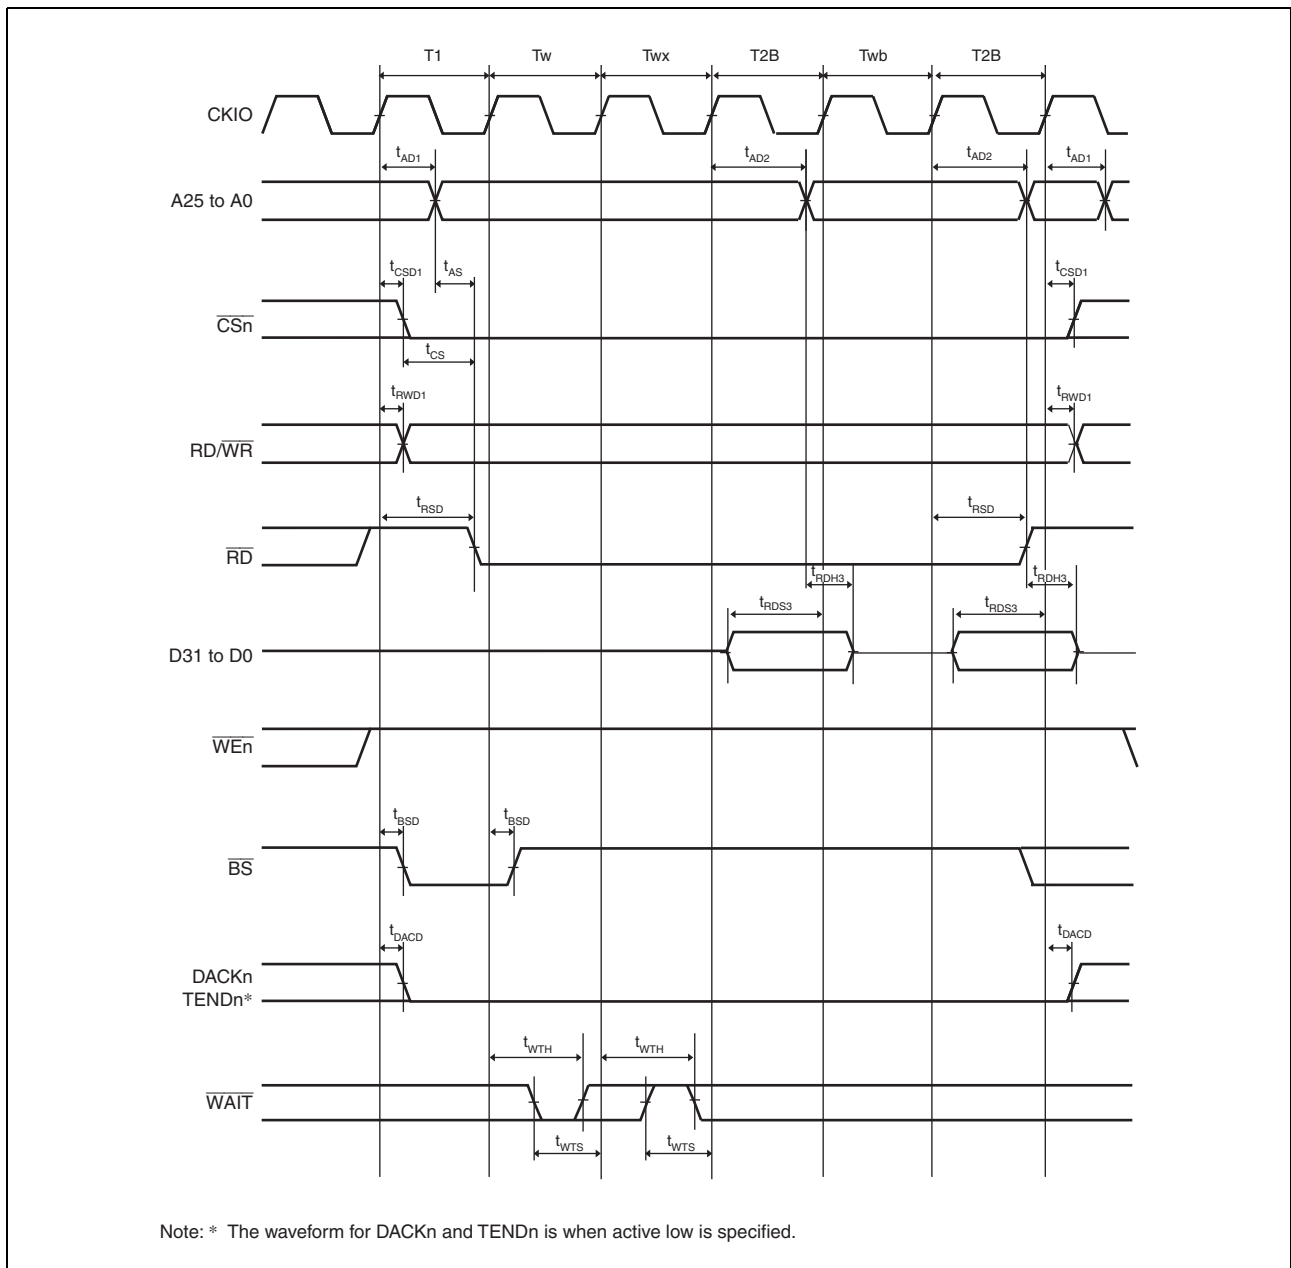 T1 Tw Twx T2B Twb T2B
CKIO
tAD1 tAD2 tAD2 tAD1
A25 to A0
tCSD1 tAS tCSD1
CSn
tCS
tRWD1 tRWD1
RD/WR
tRSD tRSD
RD
tRDH3 tRDH3
tRDS3 tRDS3
D31 to D0
WEn
tBSD tBSD
BS
tDACD tDACD
DACKn
TENDn*
tWTH tWTH
WAIT
tWTS tWTS
Note: * The waveform for DACKn and TENDn is when active low is specified.